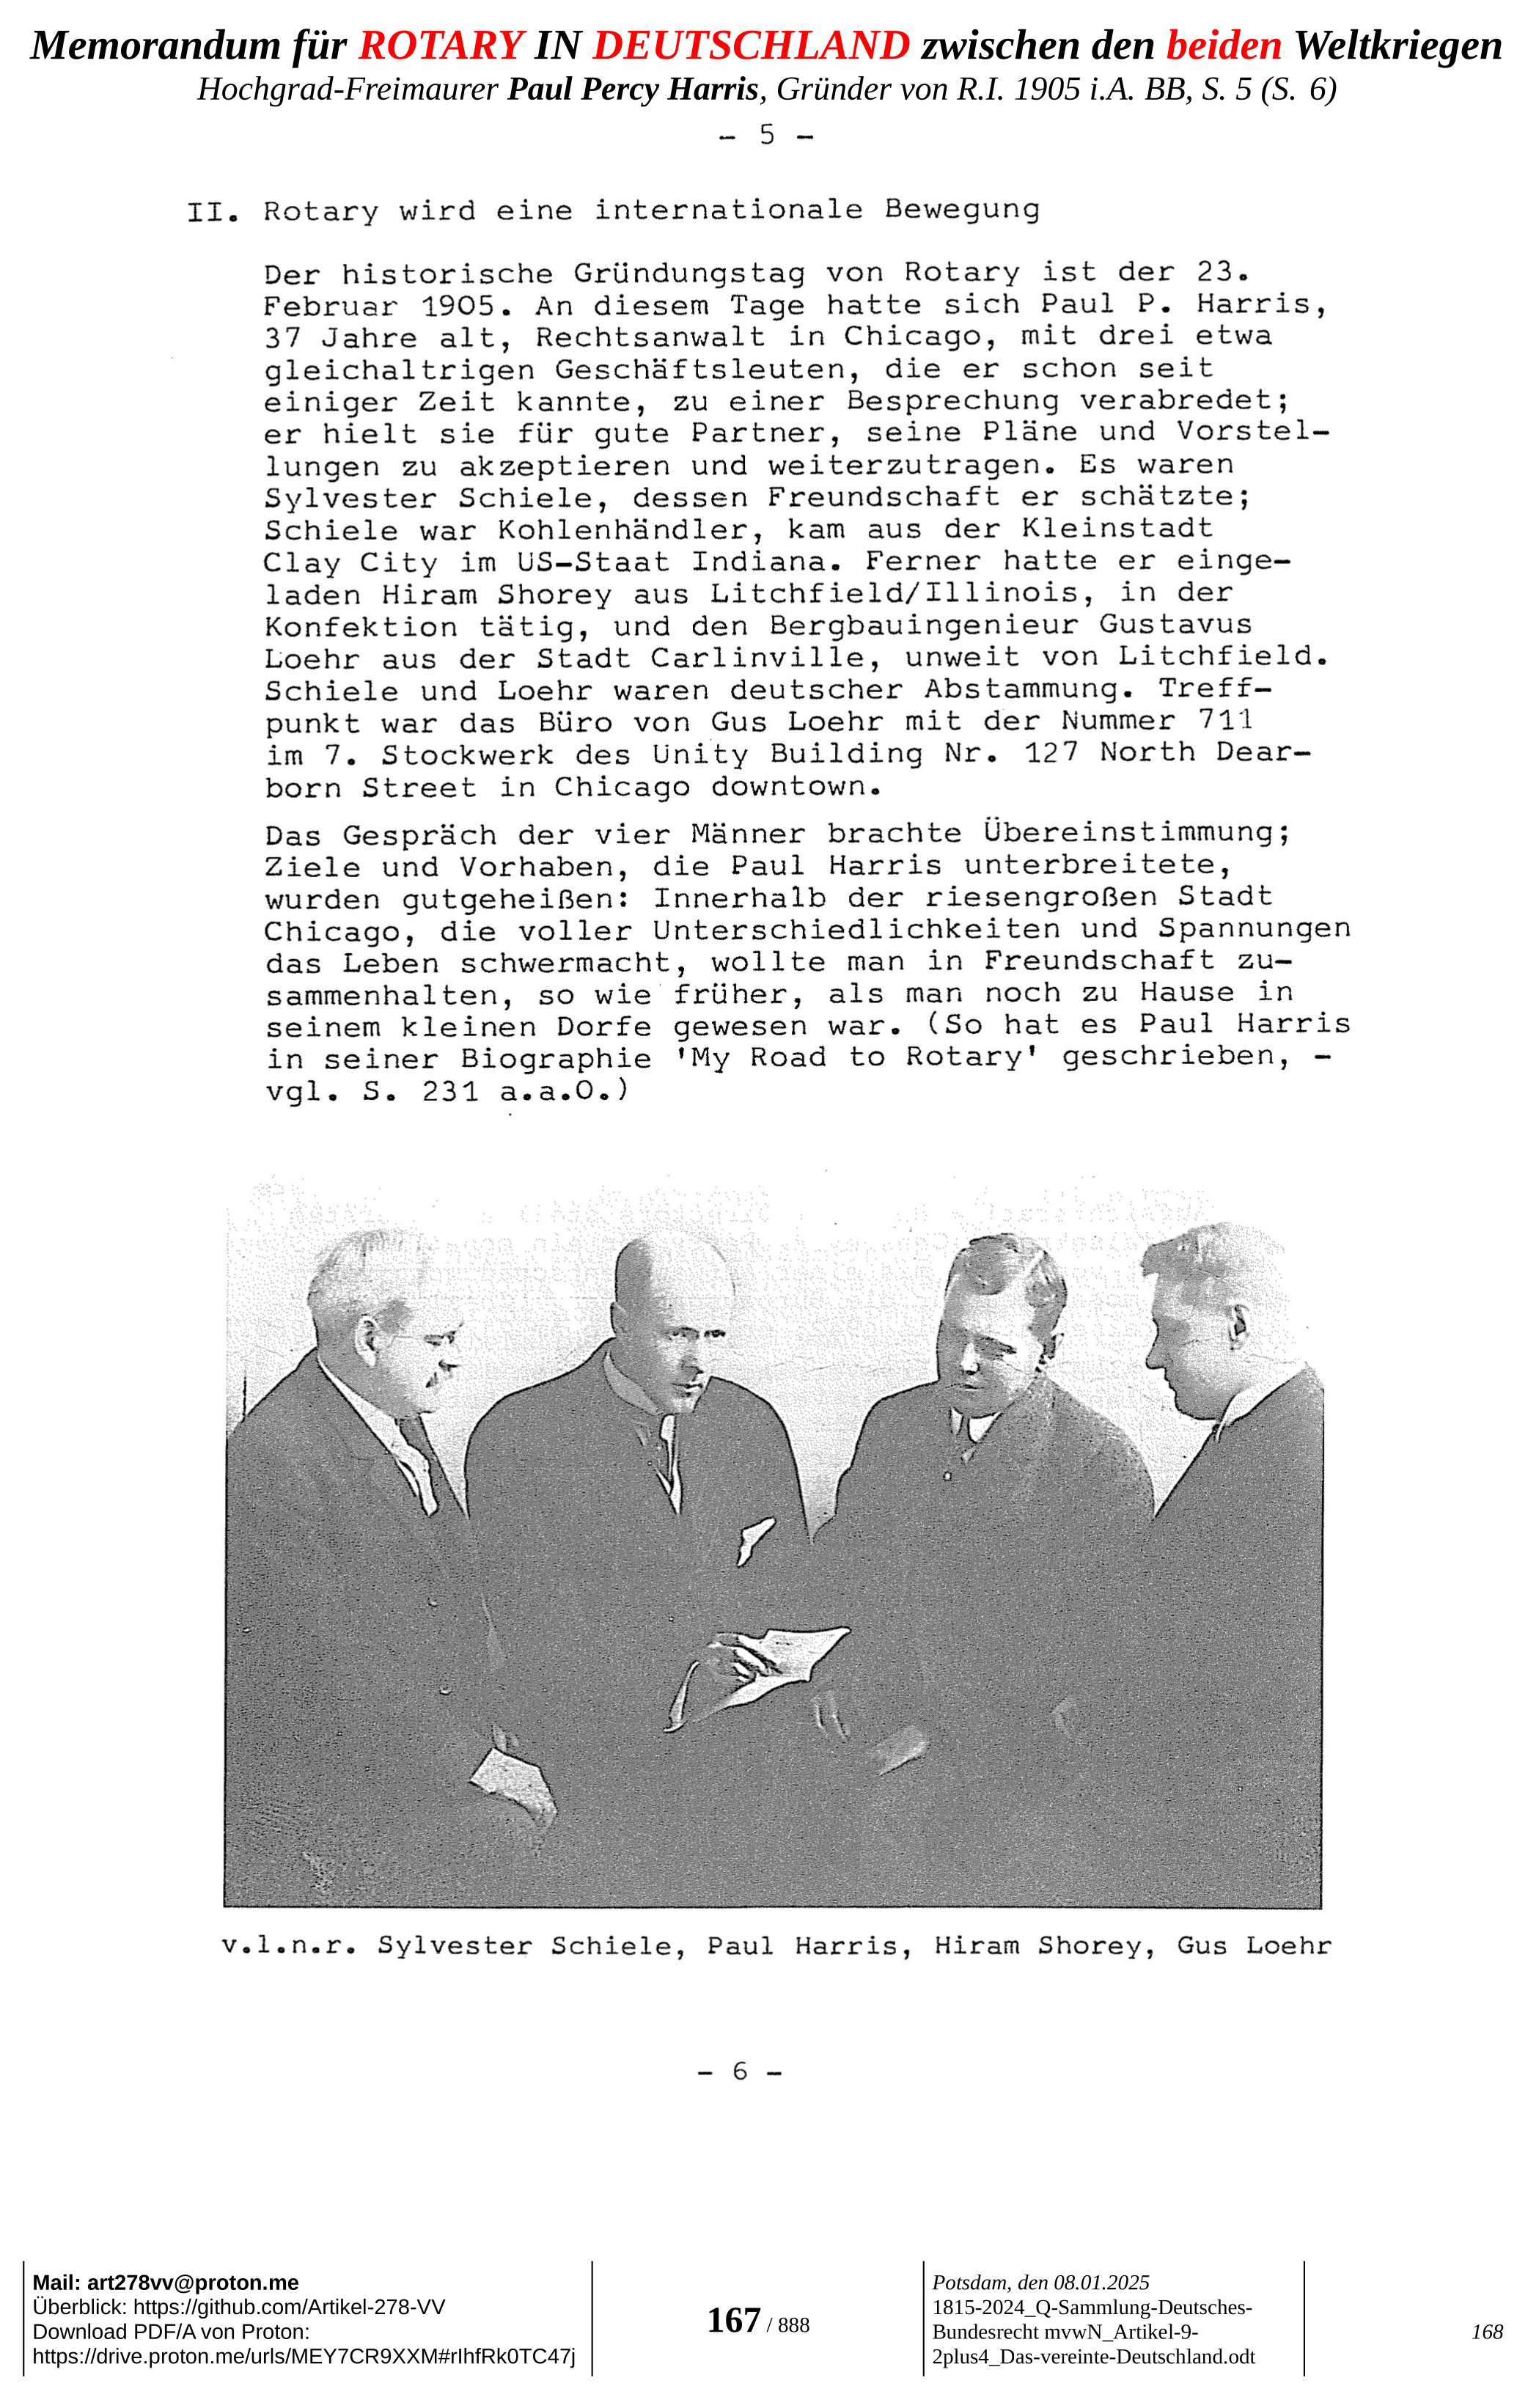 Memorandum für ROTARY IN DEUTSCHLAND zwischen den beiden Weltkriegen
Hochgrad-Freimaurer Paul Percy Harris, Gründer von R.I. 1905 i.A. BB, S. 5 (S. 6)
- 5 -
II. Rotary wird eine internationale Bewegung
Der historische Gründungstag von Rotary ist der 23.
Februar 1905. An diesem Tage hatte sich Paul P. Harris,
37 Jahre alt, Rechtsanwalt in Chicago, mit drei etwa
gleichaltrigen Geschäftsleuten, die er schon seit
einiger Zeit kannte, zu einer Besprechung verabredet;
er hielt sie für gute Partner, seine Pläne und Vorstel-
lungen zu akzeptieren und weiterzutragen. Es waren
Sylvester Schiele, dessen Freundschaft er schätzte;
Schiele war Kohlenhändler, kam aus der Kleinstadt
Clay City im US-Staat Indiana. Ferner hatte er einge-
laden Hiram Shorey aus Litchfield/Illinois, in der
Konfektion tätig, und den Bergbauingenieur Gustavus
Loehr aus der Stadt Carlinville, unweit von Litchfield.
Schiele und Loehr waren deutscher Abstammung. Treff-
punkt war das Büro von Gus Loehr mit der Nummer 711
im 7. Stockwerk des Unity Building Nr. 127 North Dear-
born Street in Chicago downtown.
Das Gespräch der vier Männer brachte Übereinstimmung;
Ziele und Vorhaben, die Paul Harris unterbreitete,
wurden gutgeheißen: Innerhalb der riesengroßen Stadt
Chicago, die voller Unterschiedlichkeiten und Spannungen
das Leben schwermacht, wollte man in Freundschaft zu-
sammenhalten, so wie früher, als man noch zu Hause in
seinem kleinen Dorfe gewesen war. (So hat es Paul Harris
in seiner Biographie 'My Road to Rotary' geschrieben, -
vgl. S. 231 a.a.O.)
v.l.n.r. Sylvester Schiele, Paul Harris, Hiram Shorey, Gus Loehr
- 6 -
Mail: art278vv@proton.me
Überblick: https://github.com/Artikel-278-VV
Download PDF/A von Proton:
https://drive.proton.me/urls/MEY7CR9XXM#rIhfRk0TC47j
167 / 888
Potsdam, den 08.01.2025
1815-2024_Q-Sammlung-Deutsches-
Bundesrecht mvwN_Artikel-9-
2plus4_Das-vereinte-Deutschland.odt
168